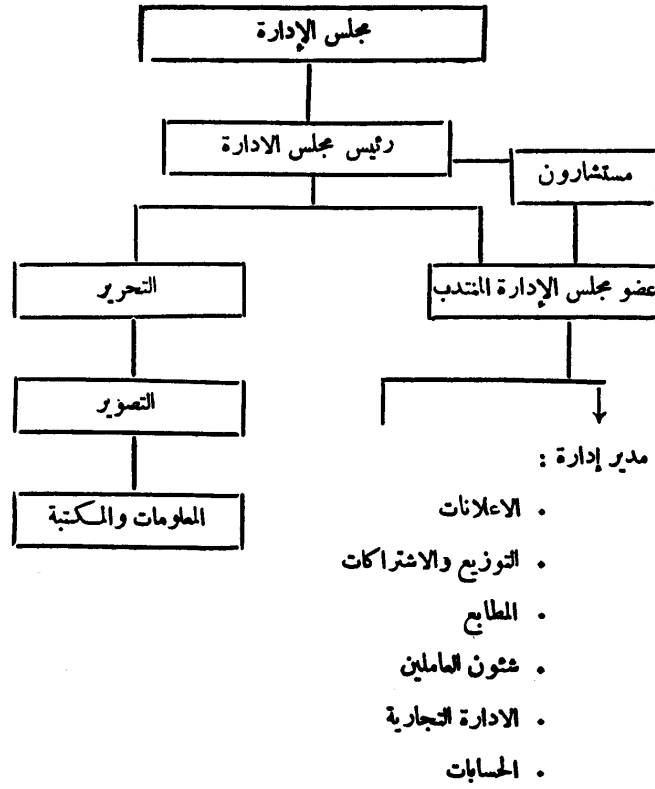 مجلس الإدارة
رئيس مجلس الادارة
مستشارون
عضو مجلس الإدارة المنتدب
التحرير
التصوير
المعلومات والمكتبة
مدير إدارة :
• الاعلانات
• التوزيع والاشتراكات
• المطابع
• شئون العاملين
• الادارة التجارية
• الحسابات